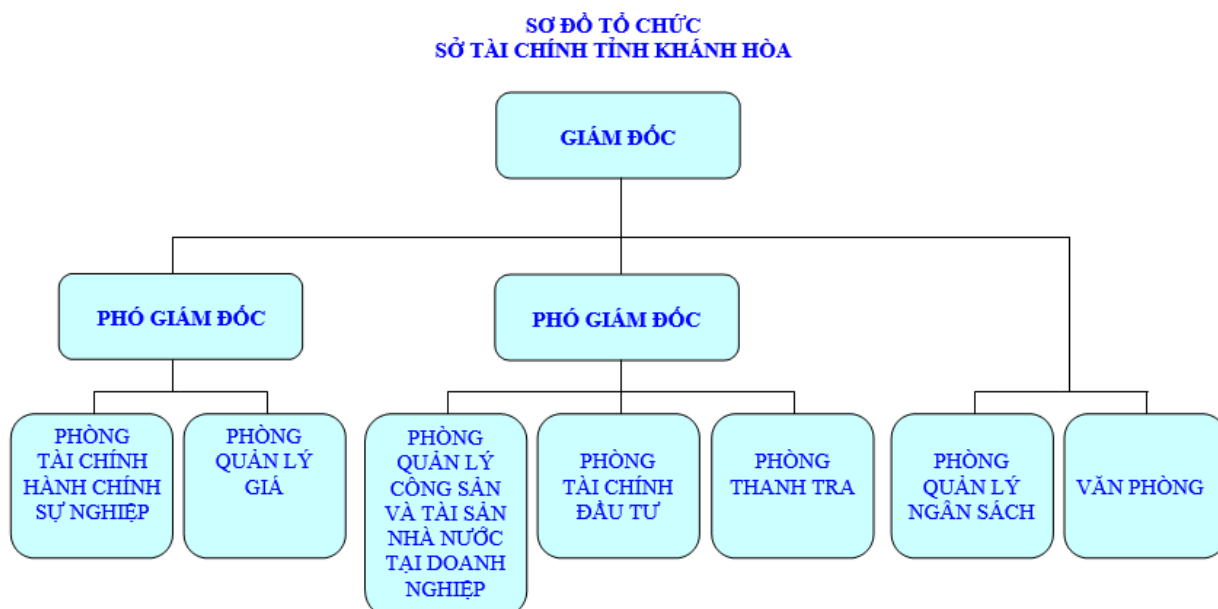 SƠ ĐỒ TỔ CHỨC
SỞ TÀI CHÍNH TỈNH KHÁNH HÒA
GIÁM ĐỐC
PHÓ GIÁM ĐỐC
PHÓ GIÁM ĐỐC
PHÒNG
TÀI CHÍNH
HÀNH CHÍNH
SỰ NGHIỆP
PHÒNG
QUẢN LÝ
GIÁ
PHÒNG
QUẢN LÝ
CÔNG SẢN
VÀ TÀI SẢN
NHÀ NƯỚC
TẠI DOANH
NGHIỆP
PHÒNG
TÀI CHÍNH
ĐẦU TƯ
PHÒNG
THANH TRA
PHÒNG
QUẢN LÝ
NGÂN SÁCH
VĂN PHÒNG